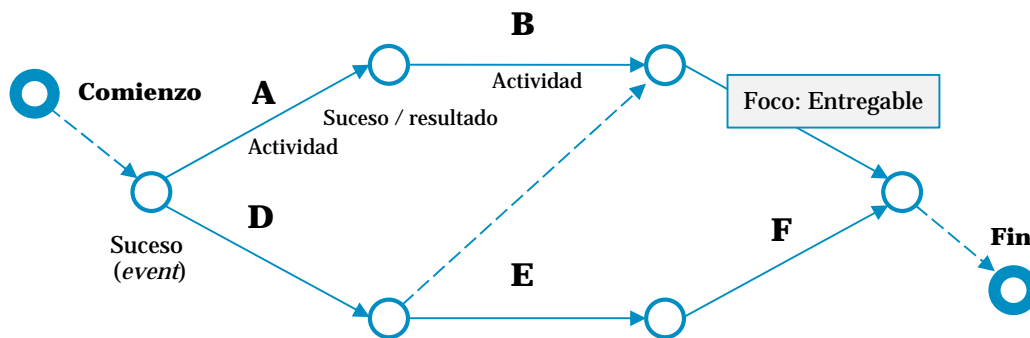 B
Comienzo
A
Actividad
Foco: Entregable
Suceso / resultado
Actividad
D
F
Suceso
(event)
Fin
E